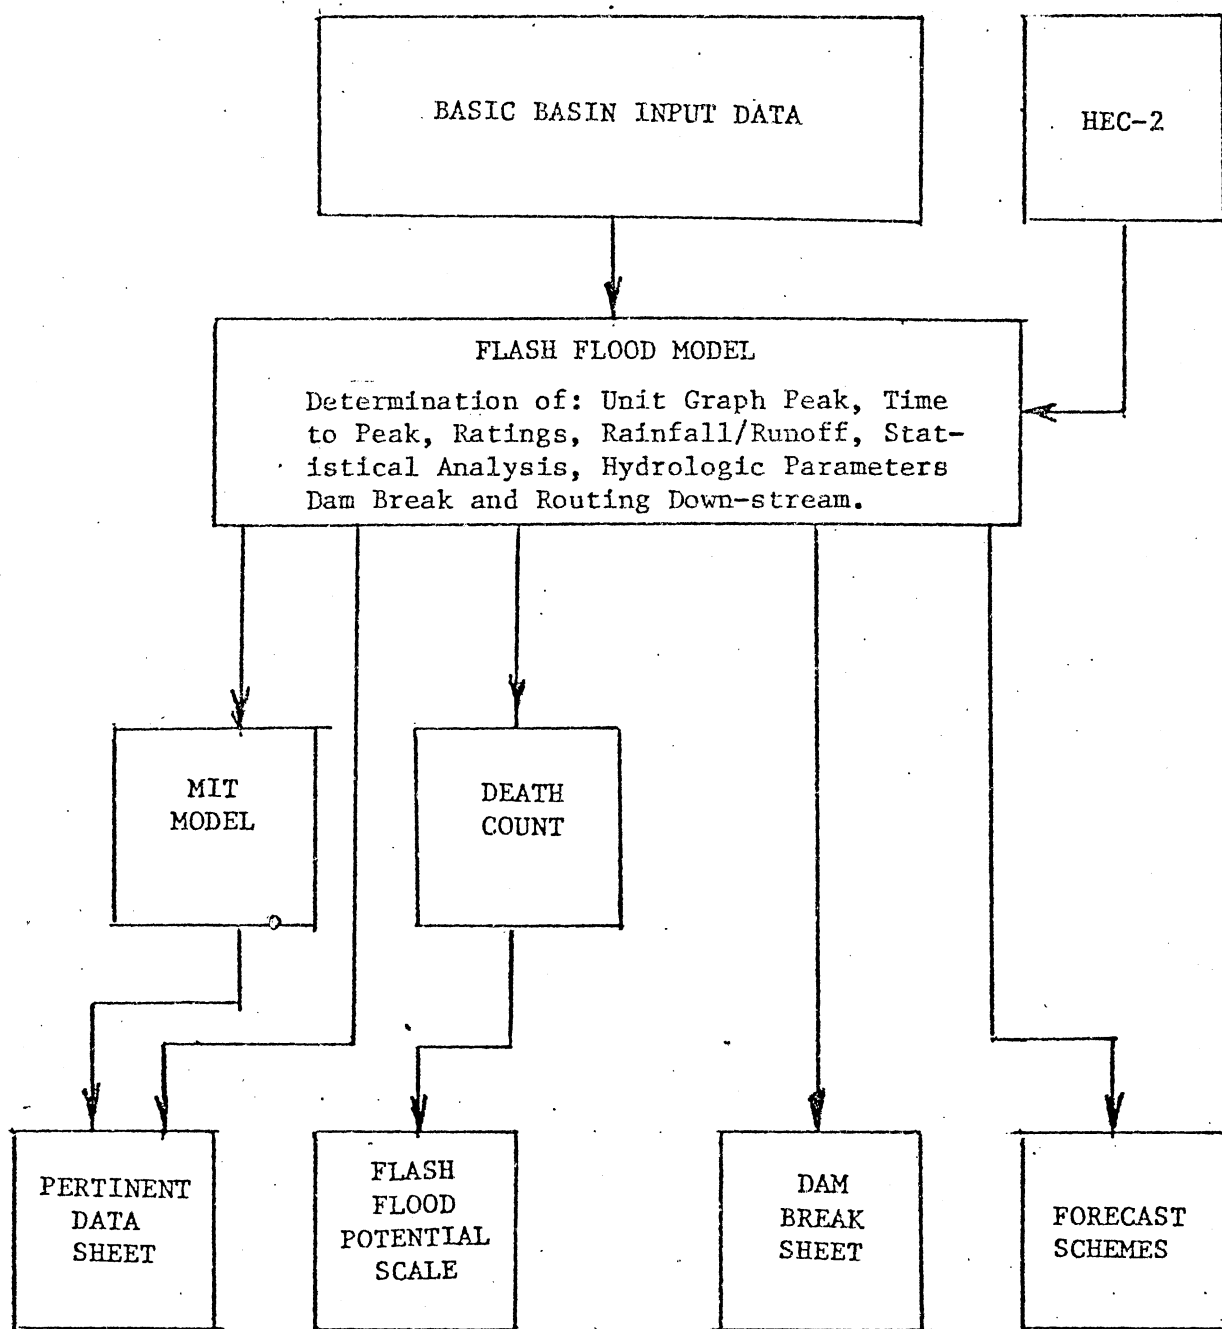 BASIC BASIN INPUT DATA
HEC-2
FLASH FLOOD MODEL
Determination of: Unit Graph Peak, Time
to Peak, Ratings, Rainfall/Runoff, Stat-
istical Analysis, Hydrologic Parameters
Dam Break and Routing Down-stream.
MIT
MODEL
DEATH
COUNT
PERTINENT
DATA
SHEET
FLASH
FLOOD
POTENTIAL
SCALE
DAM
BREAK
SHEET
FORECAST
SCHEMES